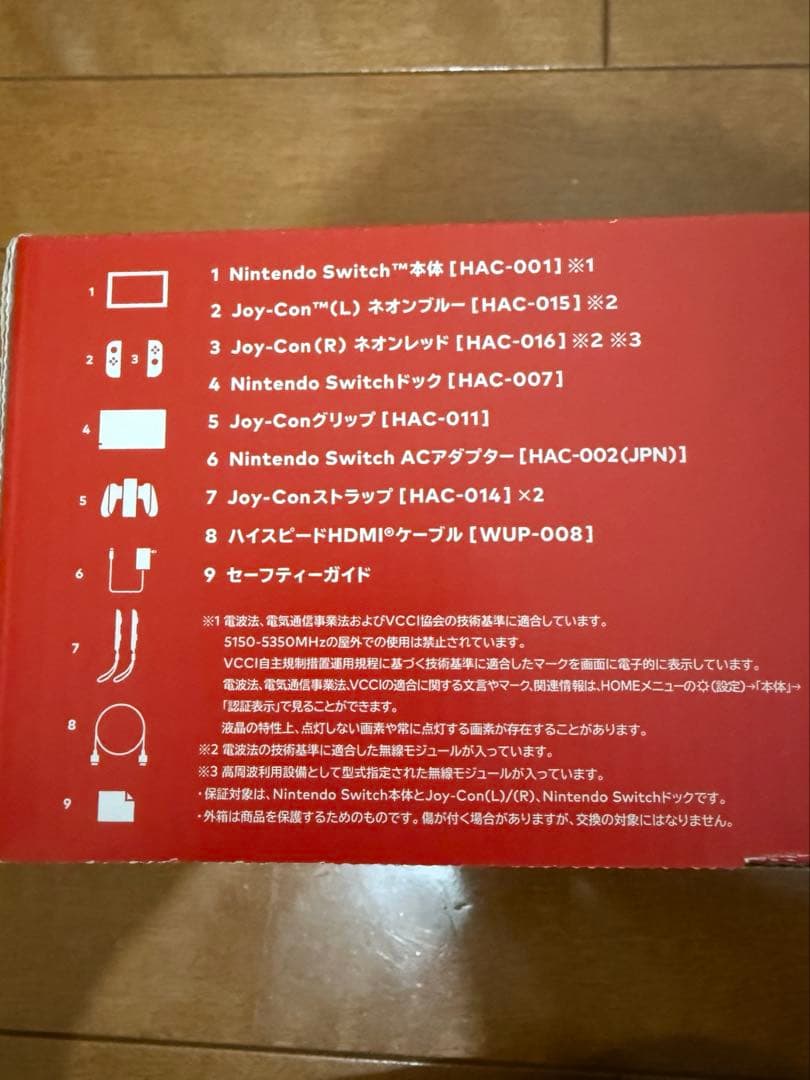 1 Nintendo Switch™本体 [HAC-001] ※1
2 Joy-Con™(L) ネオンブルー [HAC-015] ※2
3 Joy-Con(R) ネオンレッド [HAC-016] ※2 ※3
4 Nintendo Switchドック [HAC-007]
5 Joy-Conグリップ [HAC-011]
6 Nintendo Switch ACアダプター [HAC-002(JPN)]
7 Joy-Conストラップ [HAC-014] ×2
8 ハイスピードHDMI®ケーブル [WUP-008]
9 セーフティーガイド
1
2 3
4
5
6
7
8
9
※1 電波法、電気通信事業法およびVCCI協会の技術基準に適合しています。
5150-5350MHzの屋外での使用は禁止されています。
VCCI自主規制措置運用規程に基づく技術基準に適合したマークを画面に電子的に表示しています。
電波法、電気通信事業法、VCCIの適合に関する文言やマーク、関連情報は、HOMEメニューの(設定)→「本体」→
「認証表示」で見ることができます。
液晶の特性上、点灯しない画素や常に点灯する画素が存在することがあります。
※2 電波法の技術基準に適合した無線モジュールが入っています。
※3 高周波利用設備として型式指定された無線モジュールが入っています。
・保証対象は、Nintendo Switch本体とJoy-Con(L)/(R)、Nintendo Switchドックです。
・外箱は商品を保護するためのものです。傷が付く場合がありますが、交換の対象にはなりません。